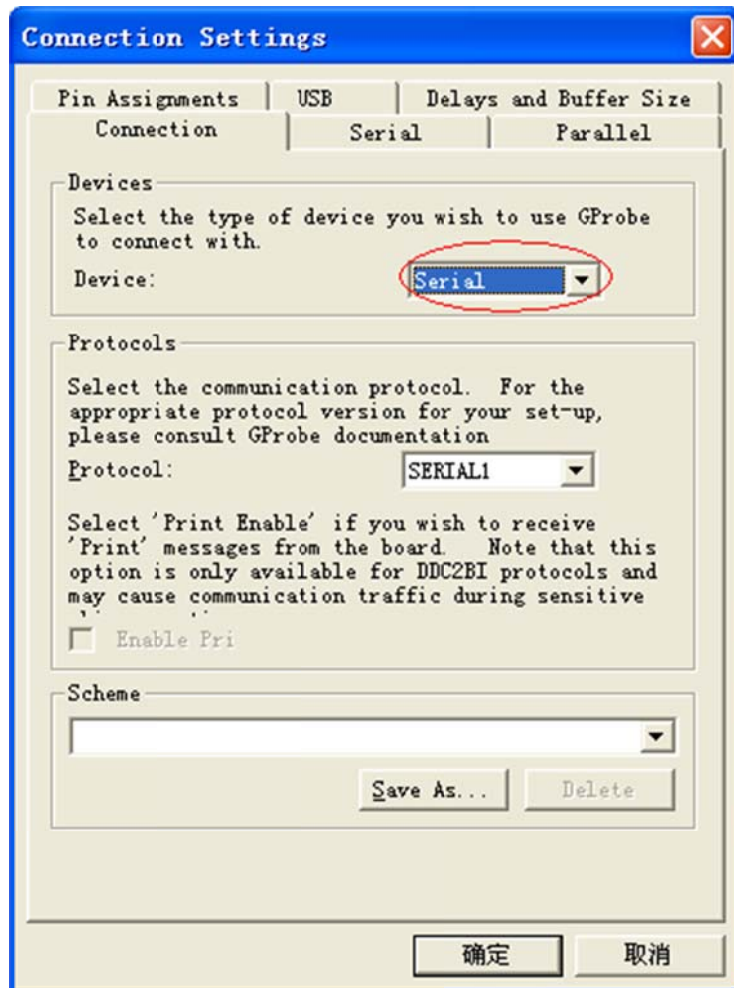 Connection Settings
Pin Assignments
USB
Delays and Buffer Size
Connection
Serial
Parallel
Devices
Select the type of device you wish to use GProbe
to connect with.
Device:
Serial
Protocols
Select the communication protocol. For the
appropriate protocol version for your set-up,
please consult GProbe documentation
Protocol:
SERIAL1
Select 'Print Enable' if you wish to receive
'Print' messages from the board. Note that this
option is only available for DDC2BI protocols and
may cause communication traffic during sensitive
Enable Pri
Scheme
Save As...
Delete
确定
取消